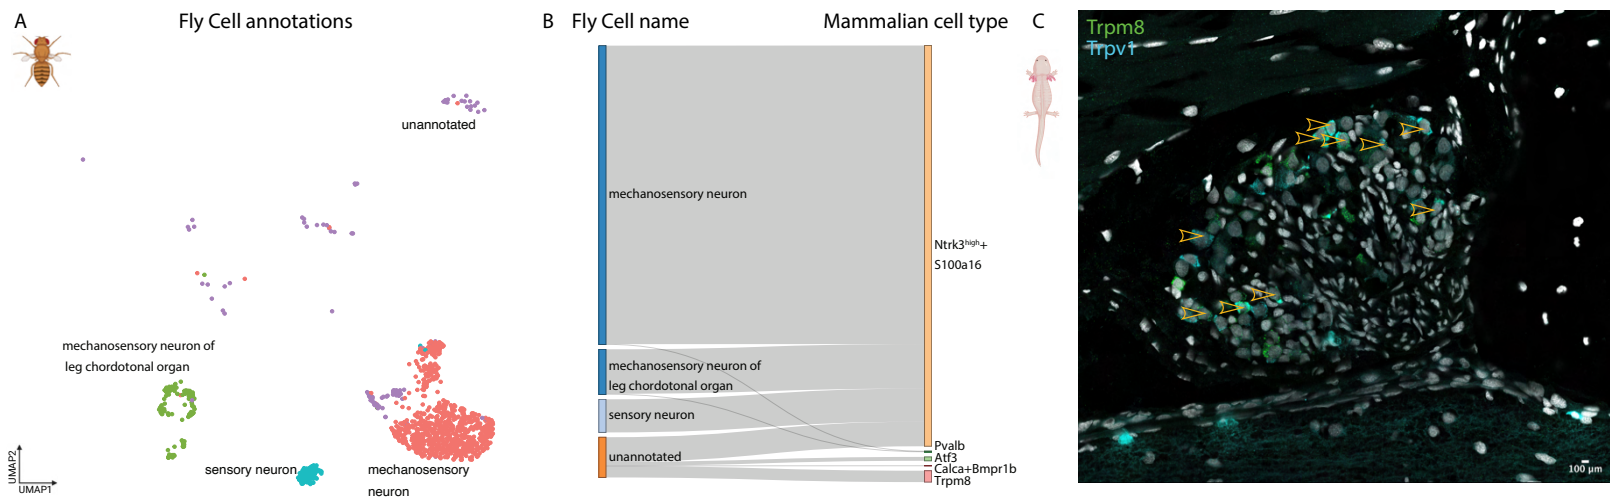 A
Fly Cell annotations
unannotated
mechanosensory neuron of
leg chordotonal organ
sensory neuron
mechanosensory
neuron
UMAP2
UMAP1
B
Fly Cell name
Mammalian cell type
mechanosensory neuron
mechanosensory neuron of
leg chordotonal organ
sensory neuron
unannotated
Ntrk3high+
S100a16
Pvalb
Atf3
Calca+Bmpr1b
Trpm8
C
Trpm8
Trpv1
100 µm